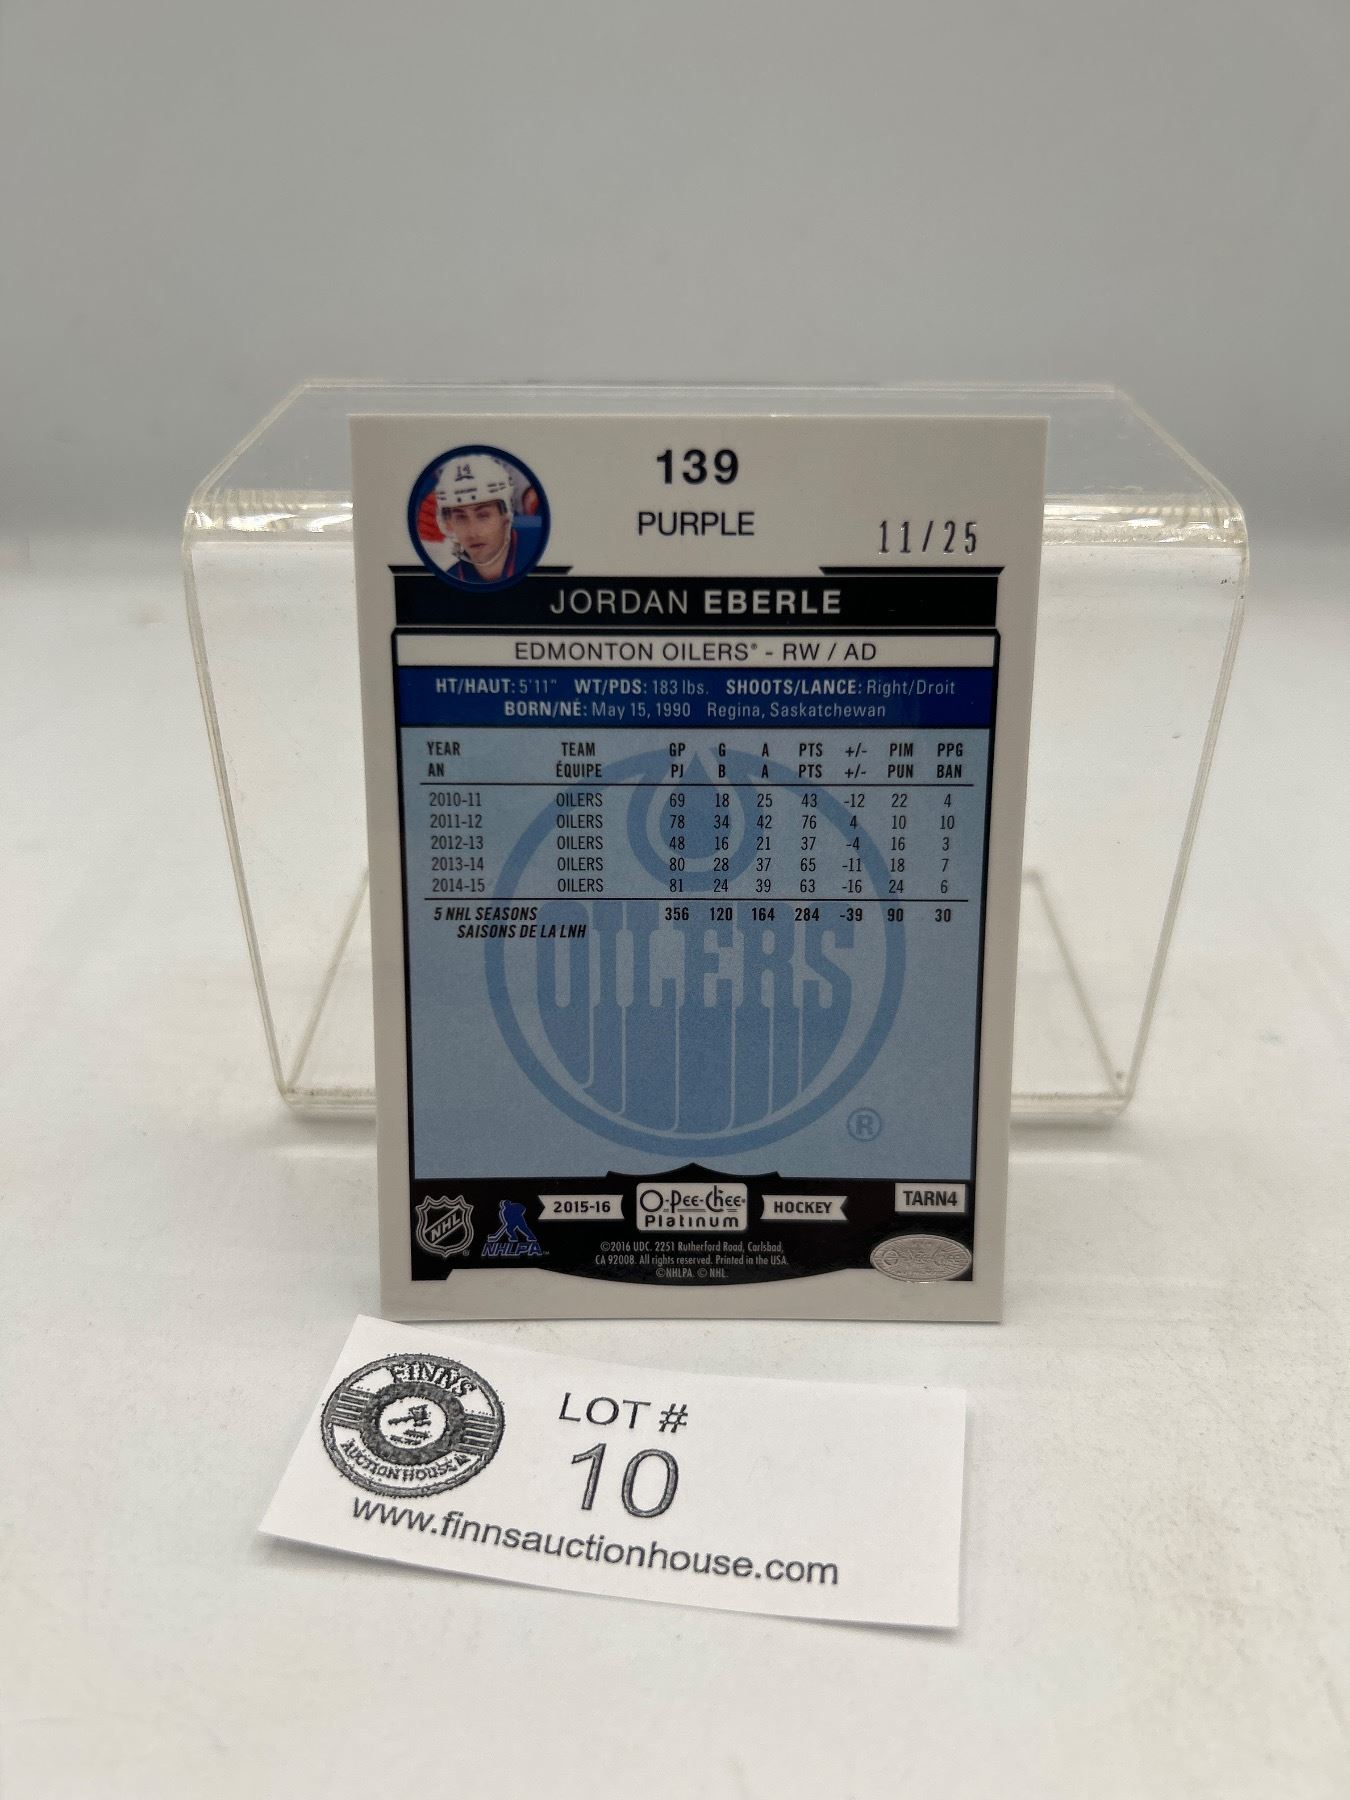 139
PURPLE
11/25
14
JORDAN EBERLE
EDMONTON OILERS® - RW / AD
HT/HAUT: 5'11" WT/PDS: 183 lbs. SHOOTS/LANCE: Right/Droit
BORN/NÉ: May 15, 1990 Regina, Saskatchewan
YEAR TEAM GP G A PTS +/- PIM PPG
AN ÉQUIPE PJ B A PTS +/- PUN BAN
2010-11 OILERS 69 18 25 43 -12 22 4
2011-12 OILERS 78 34 42 76 4 10 10
2012-13 OILERS 48 16 21 37 -4 16 3
2013-14 OILERS 80 28 37 65 -11 18 7
2014-15 OILERS 81 24 39 63 -16 24 6
5 NHL SEASONS 356 120 164 284 -39 90 30
SAISONS DE LA LNH
OILERS
®
NHL ® NHLPA 2015-16 O-Pee-Chee Platinum HOCKEY TARN4
©2016 UDC. 2251 Rutherford Road, Carlsbad,
CA 92008. All rights reserved. Printed in the USA.
©NHLPA. © NHL.
O-Pee-Chee
FINNS
AUCTION HOUSE
LOT #
10
www.finnsauctionhouse.com